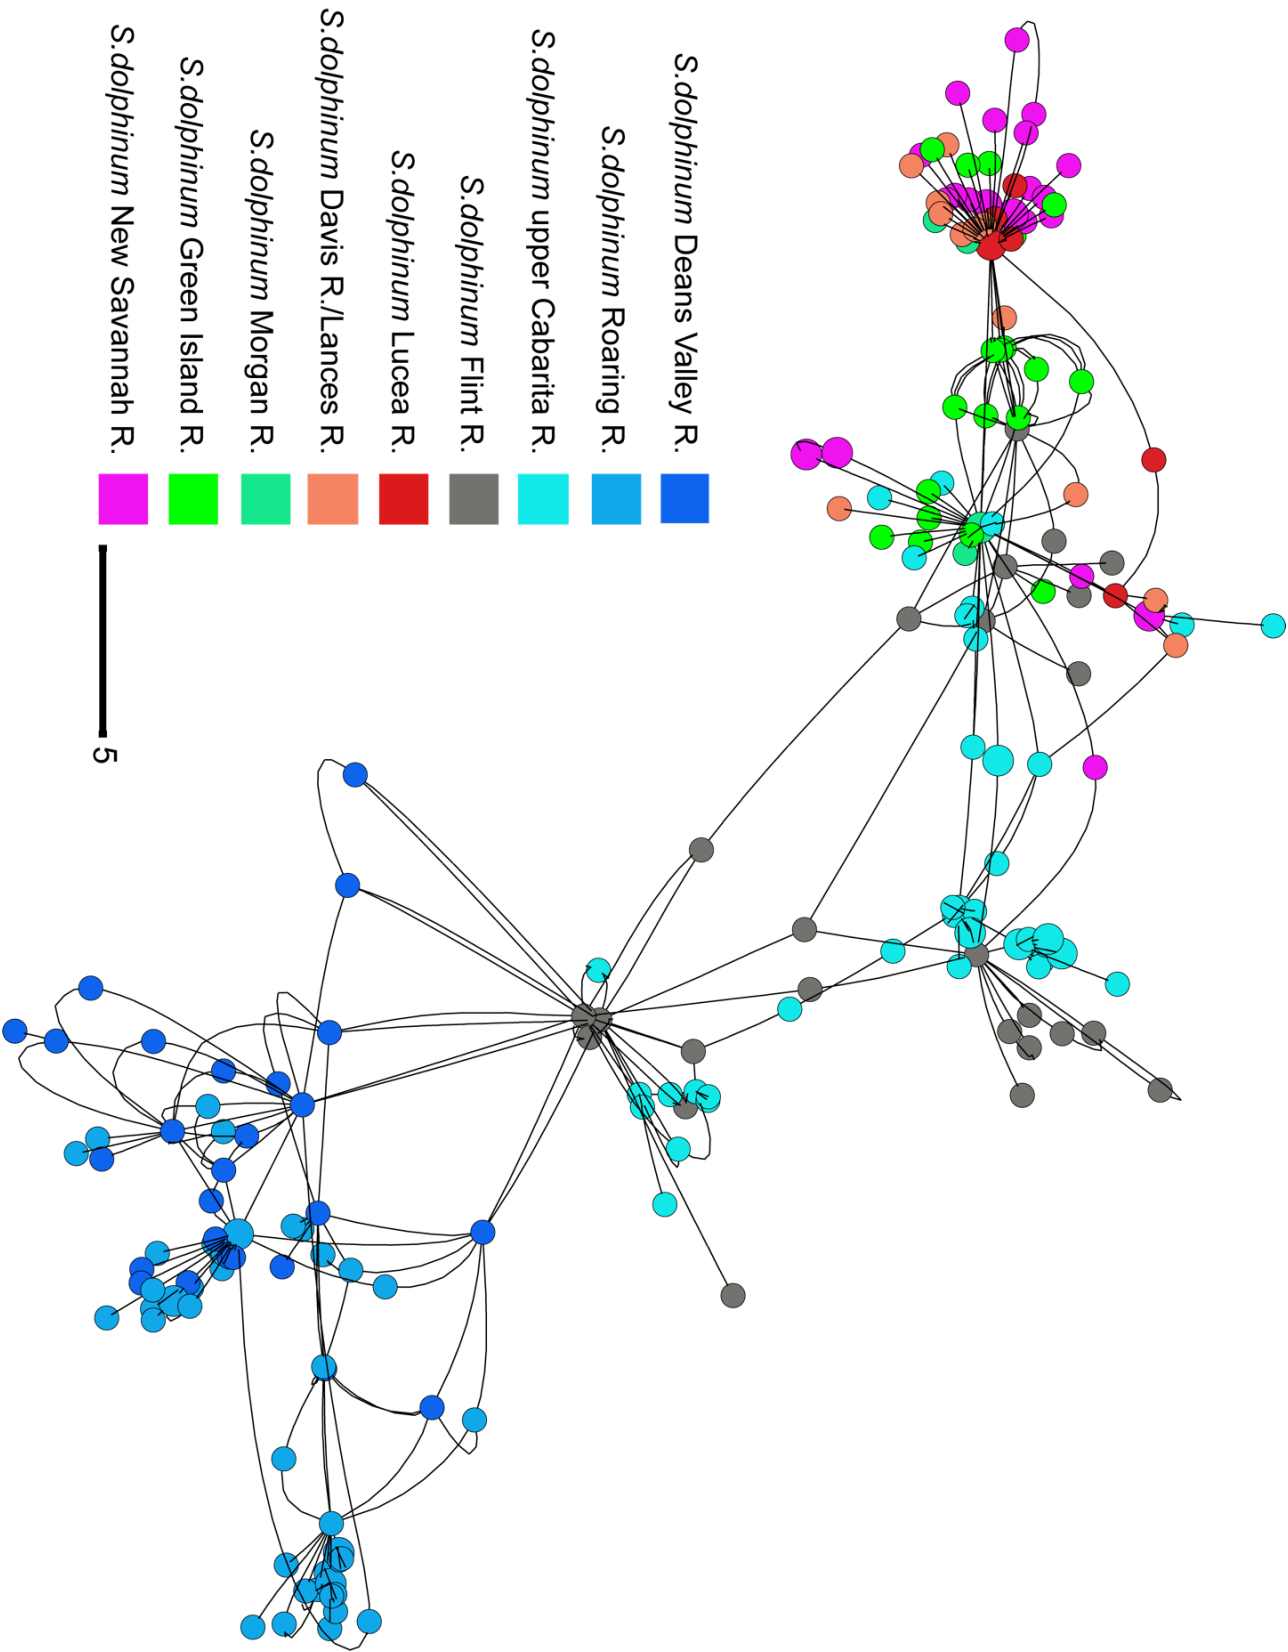 S.dolphinum Deans Valley R.
S.dolphinum Roaring R.
S.dolphinum upper Cabarita R.
S.dolphinum Flint R.
S.dolphinum Lucea R.
S.dolphinum Davis R./Lances R.
S.dolphinum Morgan R.
S.dolphinum Green Island R.
S.dolphinum New Savannah R.
5